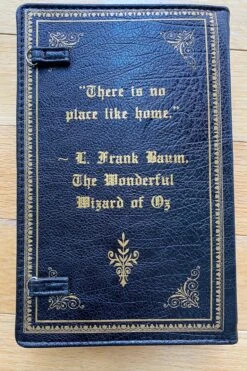 "There is no
place like home."
~ L. Frank Baum,
The Wonderful
Wizard of Oz